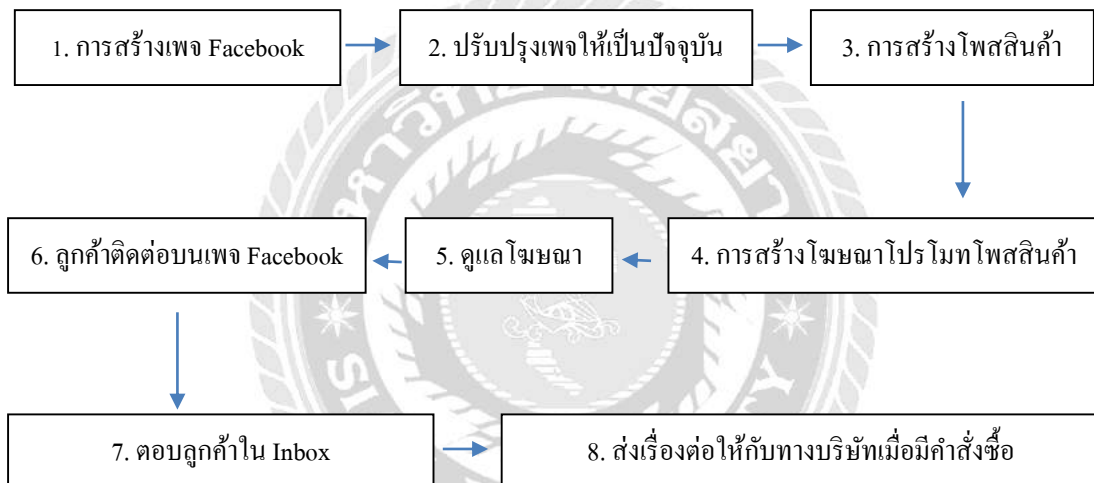 1. การสร้างเพจ Facebook
2. ปรับปรุงเพจให้เป็นปัจจุบัน
3. การสร้างโพสสินค้า
4. การสร้างโฆษณาโปรโมทโพสสินค้า
5. ดูแลโฆษณา
6. ลูกค้าติดต่อบนเพจ Facebook
7. ตอบลูกค้าใน Inbox
8. ส่งเรื่องต่อให้กับทางบริษัทเมื่อมีคำสั่งซื้อ